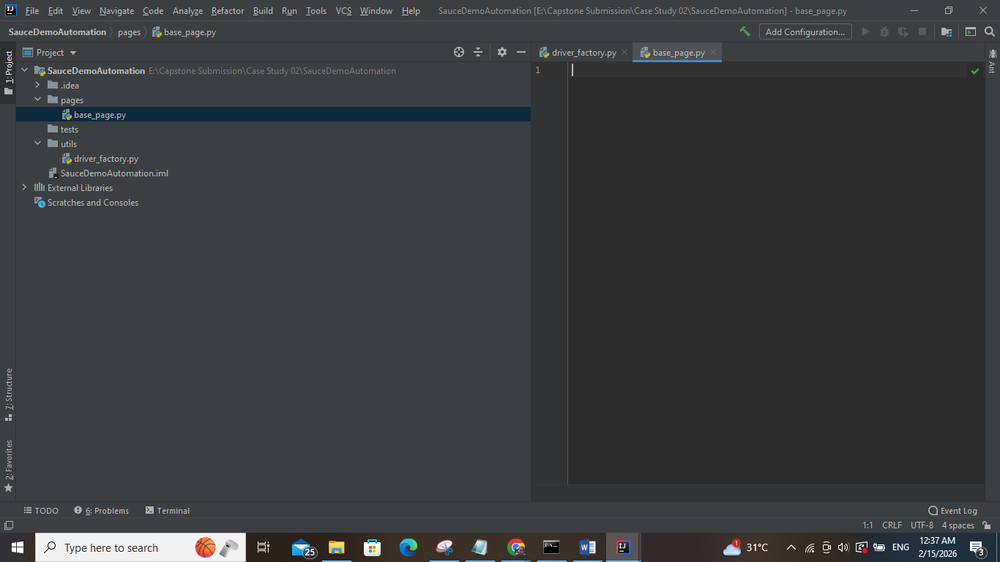 File Edit View Navigate Code Analyze Refactor Build Run Tools VCS Window Help SauceDemoAutomation [E:\Capstone Submission\Case Study 02\SauceDemoAutomation] - base_page.py
SauceDemoAutomation pages base_page.py Add Configuration...
Project
driver_factory.py base_page.py
1: Project
SauceDemoAutomation E:\Capstone Submission\Case Study 02\SauceDemoAutomation
.idea
pages
base_page.py
tests
utils
driver_factory.py
SauceDemoAutomation.iml
External Libraries
Scratches and Consoles
1
Ant
7: Structure
2: Favorites
TODO 6: Problems Terminal Event Log
1:1 CRLF UTF-8 4 spaces
Type here to search 25 31°C 1 ENG 12:37 AM
2/15/2026
3